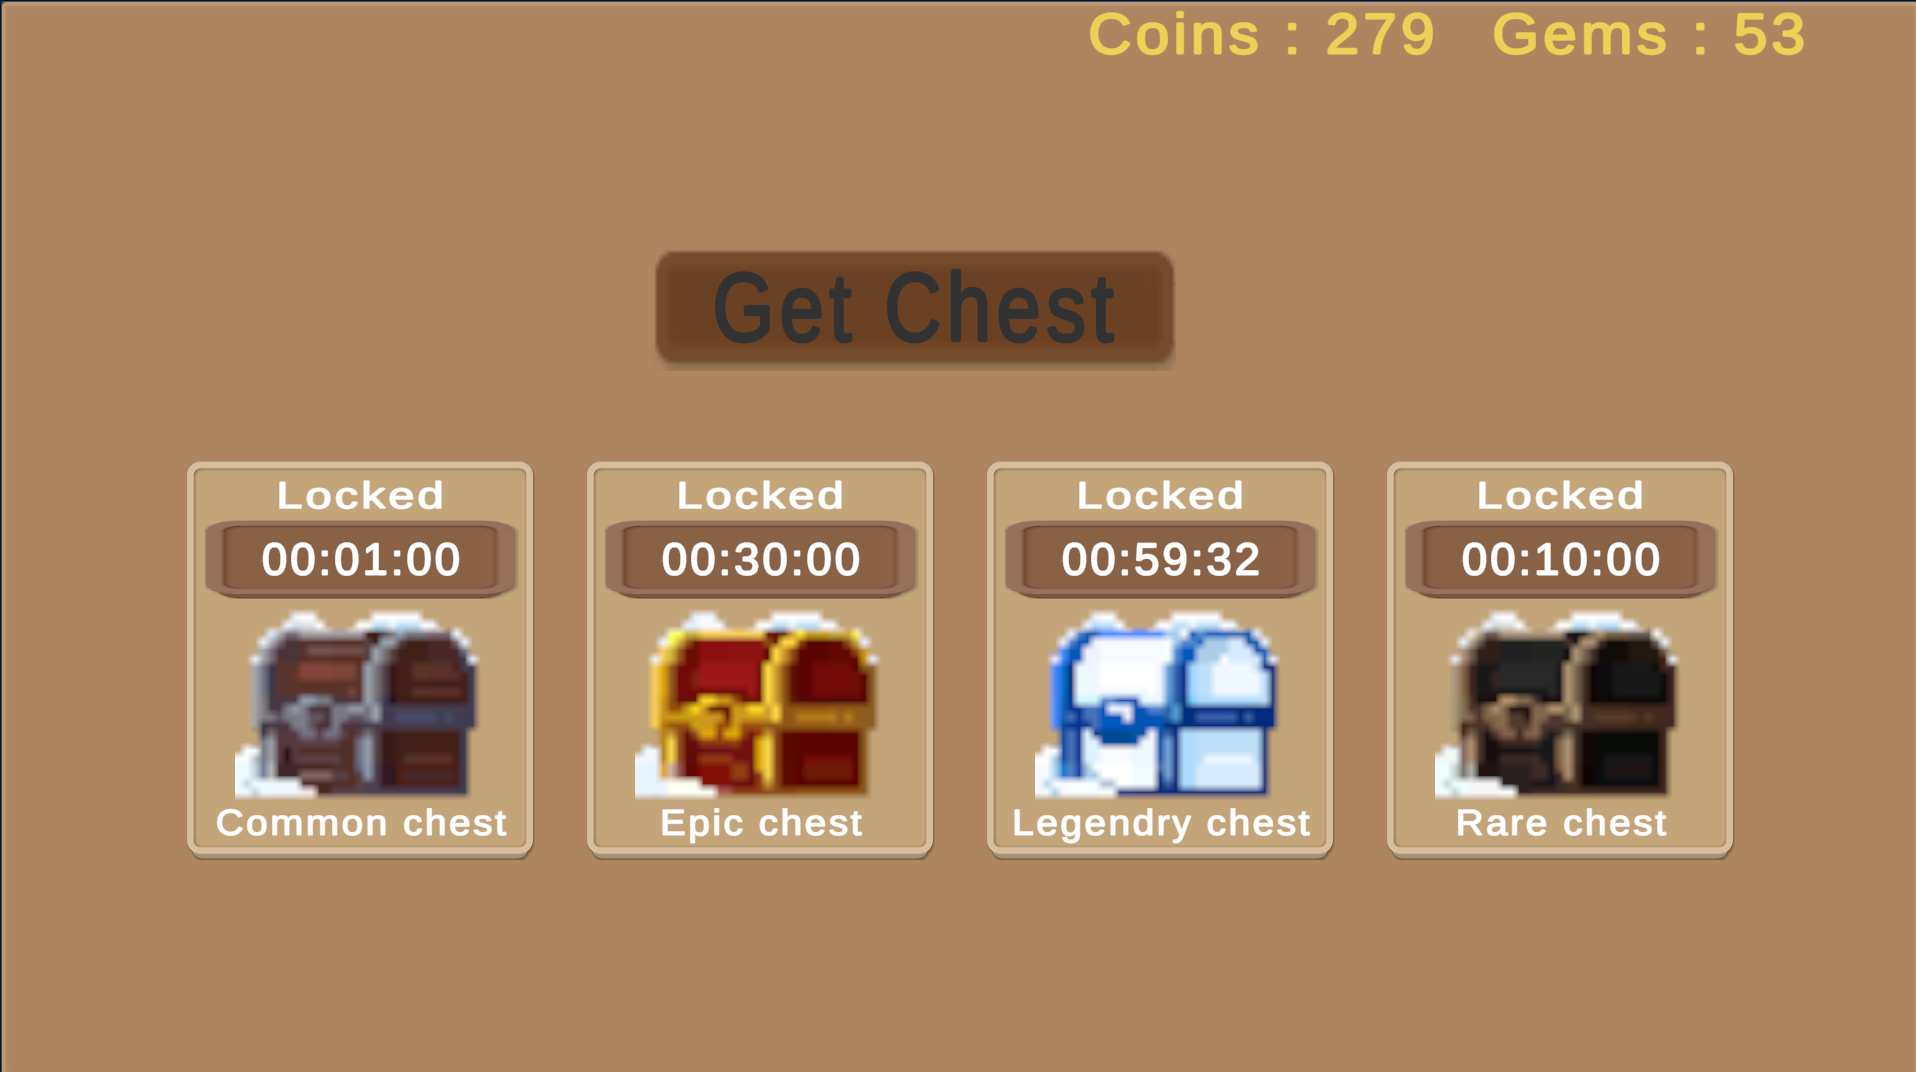 Coins : 279 Gems : 53
Get Chest
Locked
00:01:00
Common chest
Locked
00:30:00
Epic chest
Locked
00:59:32
Legendry chest
Locked
00:10:00
Rare chest